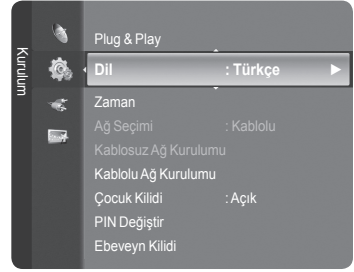 Kurulum
Plug & Play
Dil : Türkçe
Zaman
Ağ Seçimi : Kablolu
Kablosuz Ağ Kurulumu
Kablolu Ağ Kurulumu
Çocuk Kilidi : Açık
PIN Değiştir
Ebeveyn Kilidi